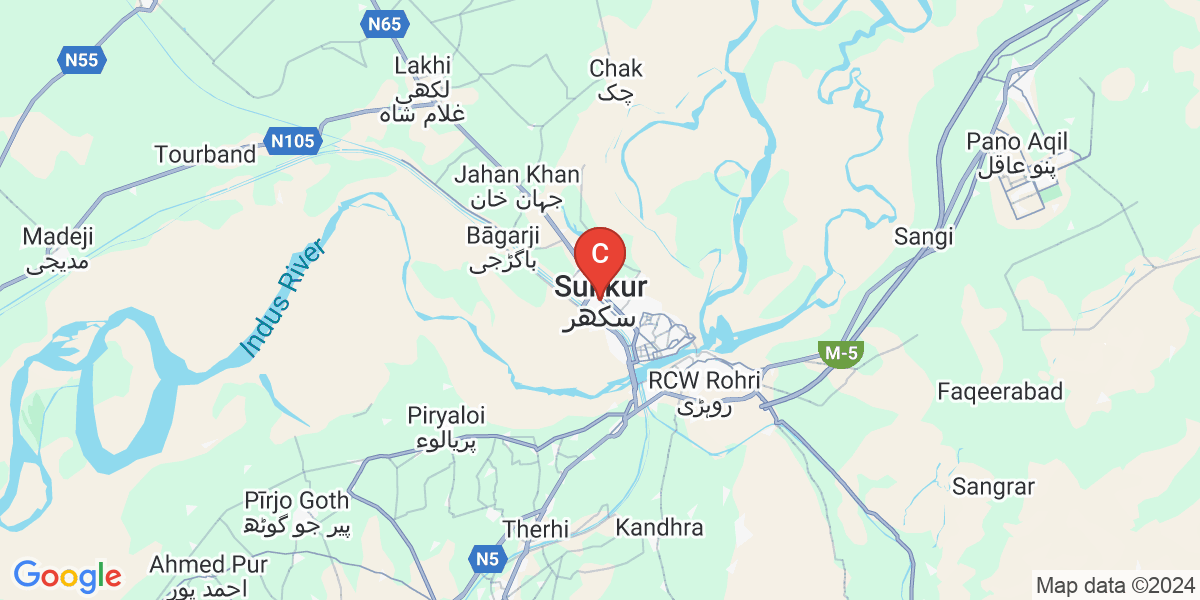 N65
N55
Lakhi
لکھی
غلام شاہ
Chak
چک
N105
Tourband
Pano Aqil
پنو عاقل
Jahan Khan
جہان خان
Madeji
مدیجی
Bāgarji
باگڑجی
Sangi
C
Sukkur
سکھر
Indus River
M-5
RCW Rohri
روہڑی
Faqeerabad
Piryaloi
پریالوء
Sangrar
Pīrjo Goth
پیر جو گوٹھ
Therhi
Kandhra
N5
Ahmed Pur
احمد پور
Google
Map data ©2024